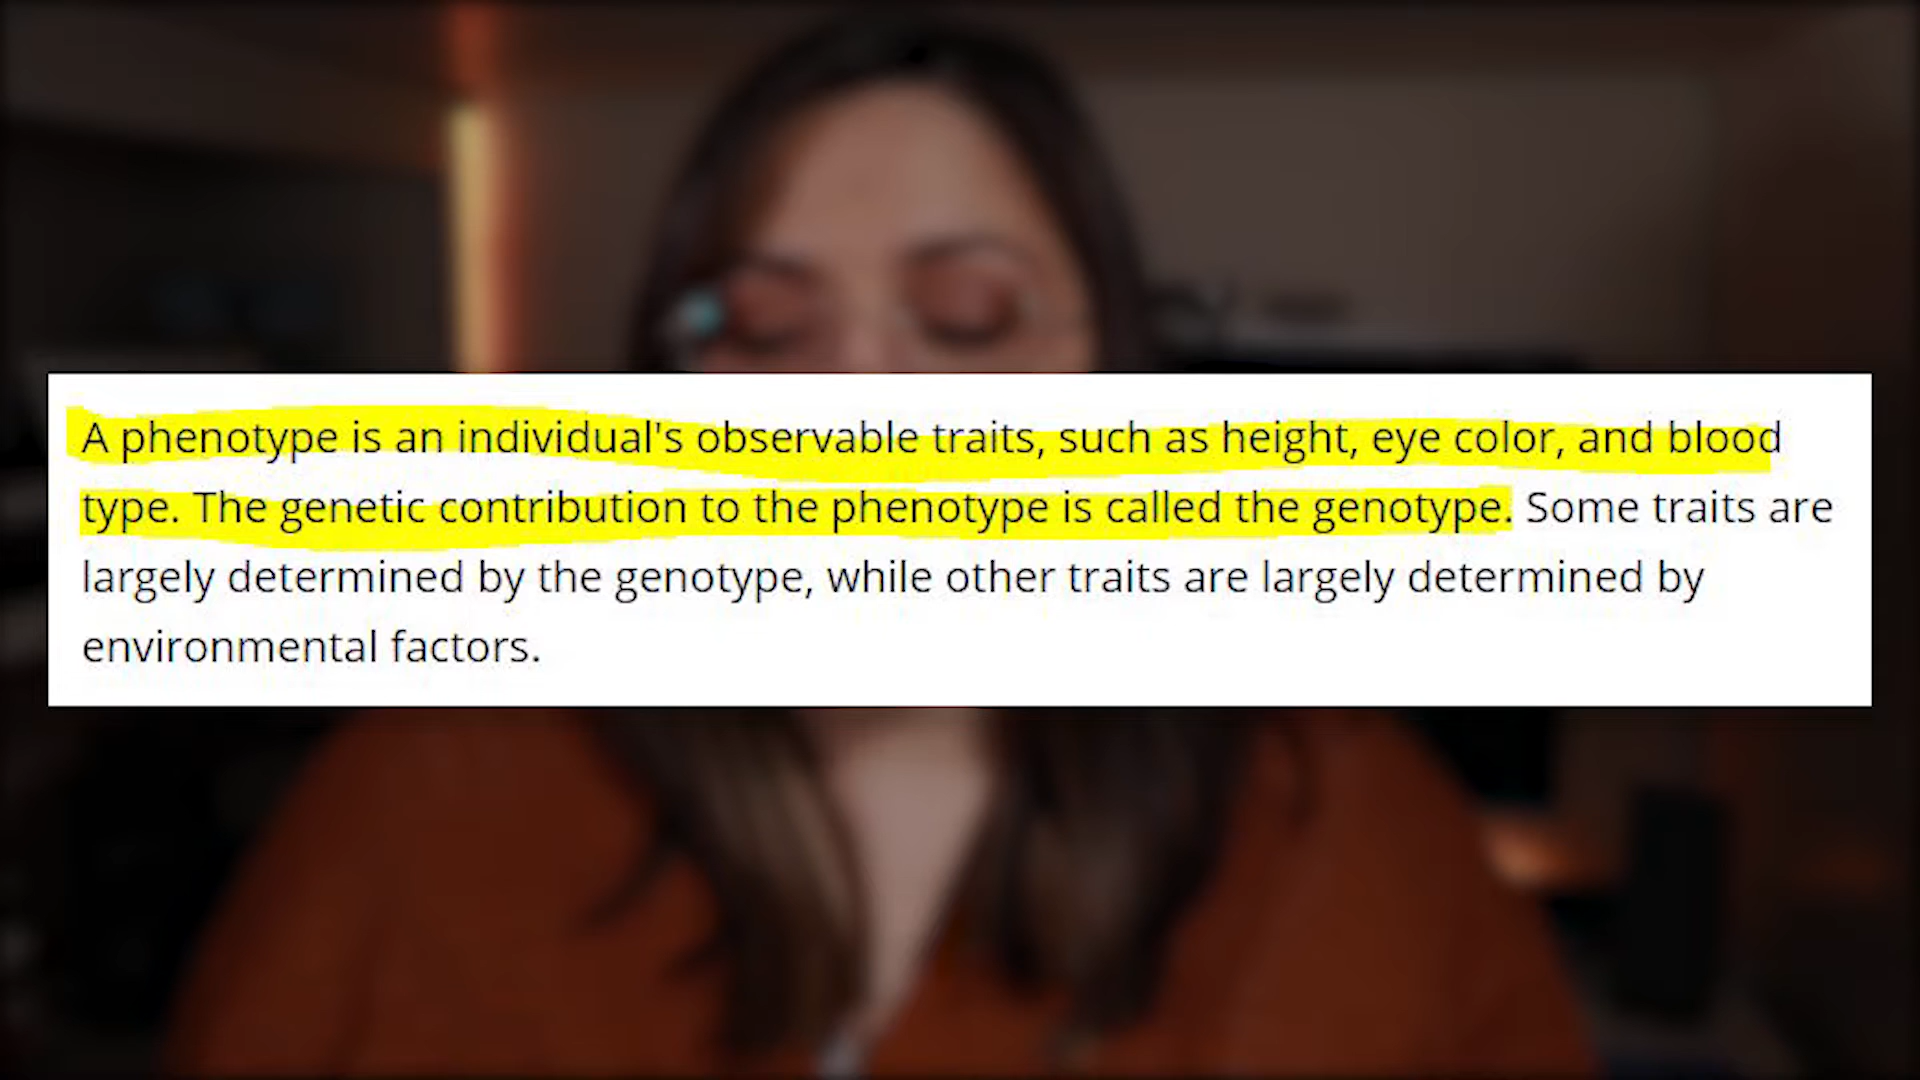 A phenotype is an individual's observable traits, such as height, eye color, and blood
type. The genetic contribution to the phenotype is called the genotype. Some traits are
largely determined by the genotype, while other traits are largely determined by
environmental factors.